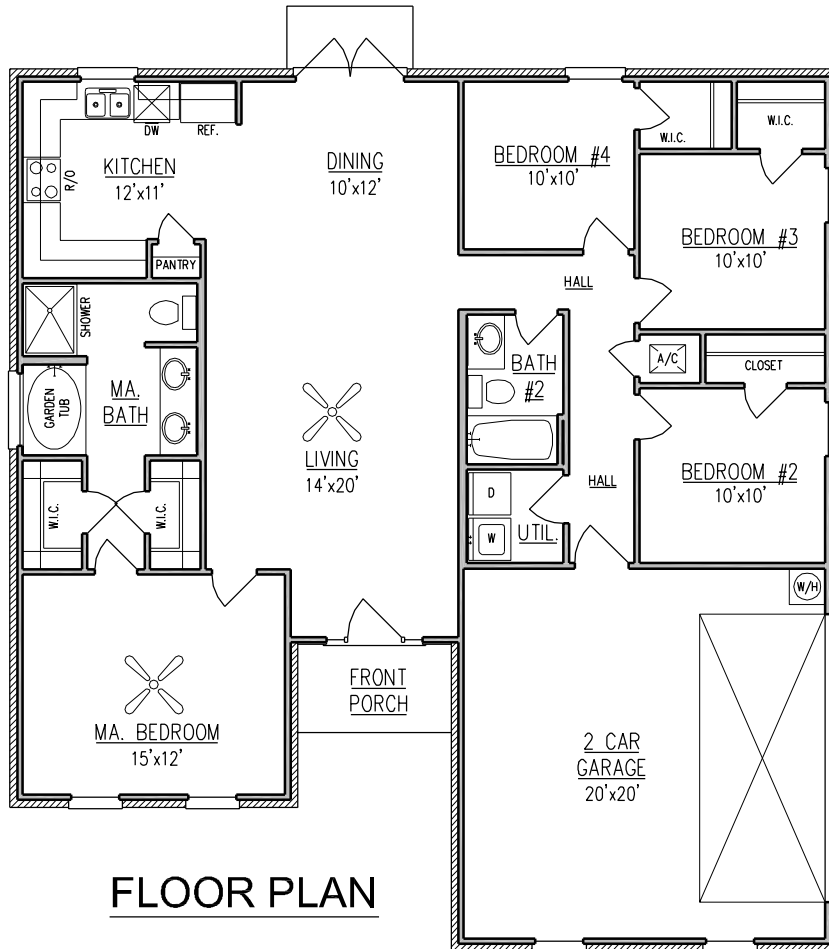 DW
REF.
R/O
KITCHEN
12'x11'
PANTRY
DINING
10'x12'
BEDROOM #4
10'x10'
W.I.C.
W.I.C.
BEDROOM #3
10'x10'
HALL
A/C
CLOSET
SHOWER
GARDEN
TUB
MA.
BATH
W.I.C.
W.I.C.
LIVING
14'x20'
BATH
#2
D
W
UTIL.
HALL
BEDROOM #2
10'x10'
W/H
MA. BEDROOM
15'x12'
FRONT
PORCH
2 CAR
GARAGE
20'x20'
FLOOR PLAN